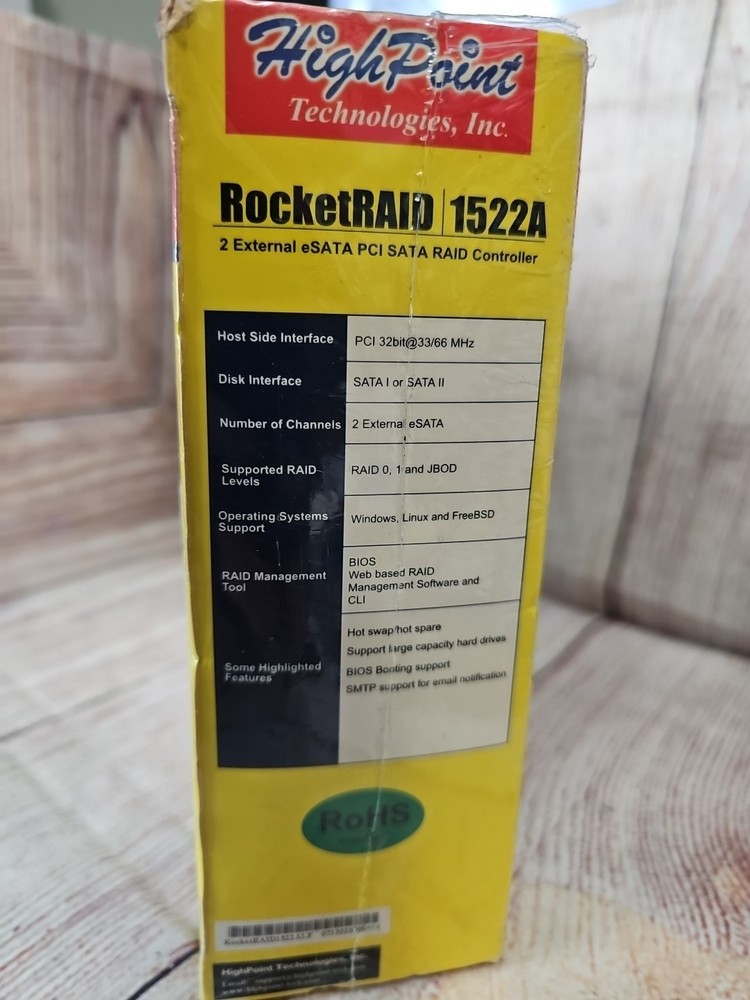 HighPoint
Technologies, Inc.
RocketRAID 1522A
2 External eSATA PCI SATA RAID Controller
Host Side Interface PCI 32bit@33/66 MHz
Disk Interface SATA I or SATA II
Number of Channels 2 External eSATA
Supported RAID Levels RAID 0, 1 and JBOD
Operating Systems Support Windows, Linux and FreeBSD
RAID Management Tool BIOS
Web based RAID
Management Software and
CLI
Some Highlighted Features Hot swap/hot spare
Support large capacity hard drives
BIOS Booting support
SMTP support for email notification
RoHS
HighPoint Technologies, Inc.